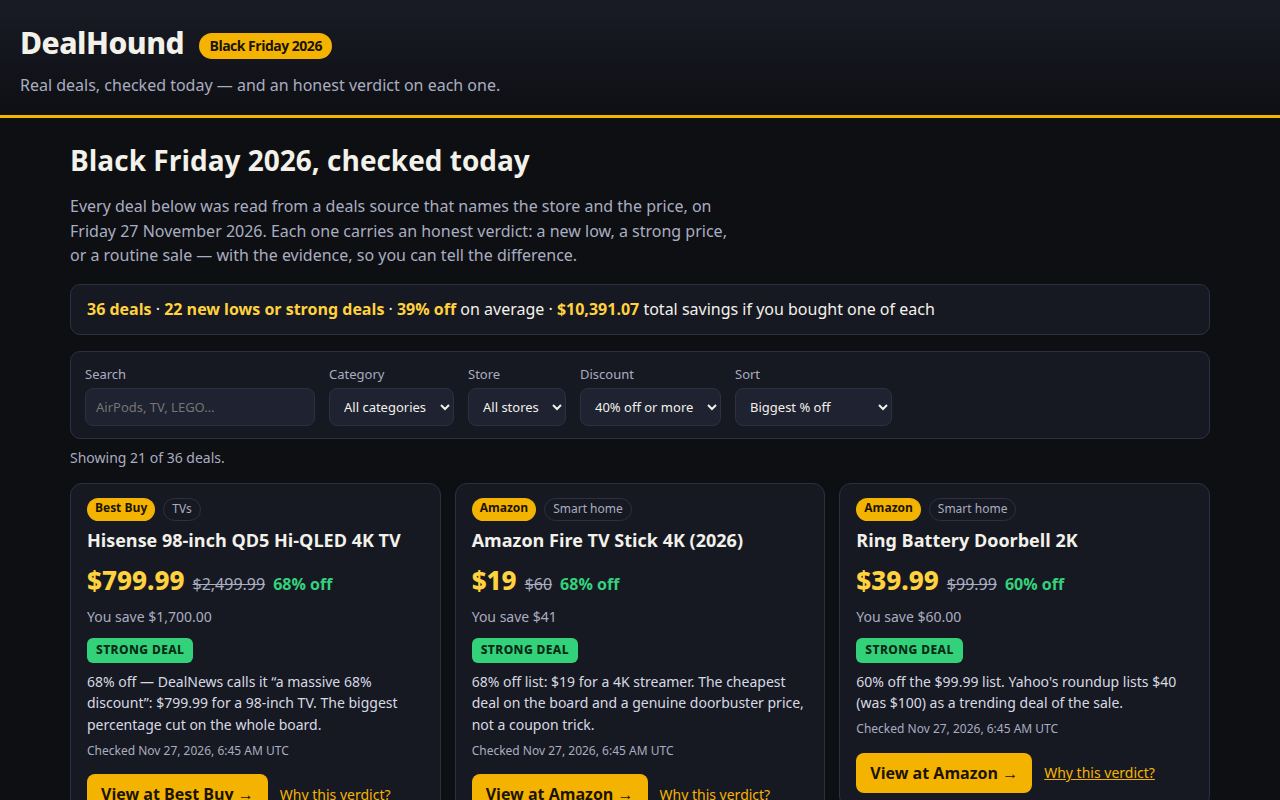 DealHound Black Friday 2026
Real deals, checked today — and an honest verdict on each one.
Black Friday 2026, checked today
Every deal below was read from a deals source that names the store and the price, on
Friday 27 November 2026. Each one carries an honest verdict: a new low, a strong price,
or a routine sale — with the evidence, so you can tell the difference.
36 deals · 22 new lows or strong deals · 39% off on average · $10,391.07 total savings if you bought one of each
Search Category Store Discount Sort
AirPods, TV, LEGO... All categories All stores 40% off or more Biggest % off
Showing 21 of 36 deals.
Best Buy TVs
Hisense 98-inch QD5 Hi-QLED 4K TV
$799.99 $2,499.99 68% off
You save $1,700.00
STRONG DEAL
68% off — DealNews calls it “a massive 68%
discount”: $799.99 for a 98-inch TV. The biggest
percentage cut on the whole board.
Checked Nov 27, 2026, 6:45 AM UTC
View at Best Buy → Why this verdict?
Amazon Smart home
Amazon Fire TV Stick 4K (2026)
$19 $60 68% off
You save $41
STRONG DEAL
68% off list: $19 for a 4K streamer. The cheapest
deal on the board and a genuine doorbuster price,
not a coupon trick.
Checked Nov 27, 2026, 6:45 AM UTC
View at Amazon → Why this verdict?
Amazon Smart home
Ring Battery Doorbell 2K
$39.99 $99.99 60% off
You save $60.00
STRONG DEAL
60% off the $99.99 list. Yahoo's roundup lists $40
(was $100) as a trending deal of the sale.
Checked Nov 27, 2026, 6:45 AM UTC
View at Amazon → Why this verdict?